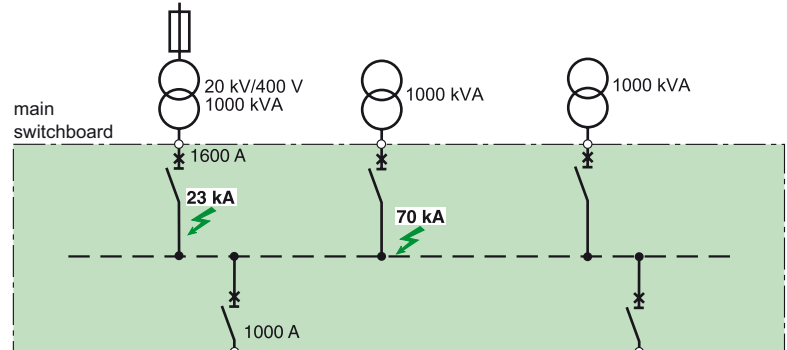 20 kV/400 V
1000 kVA
1000 kVA
1000 kVA
main
switchboard
1600 A
23 kA
70 kA
1000 A